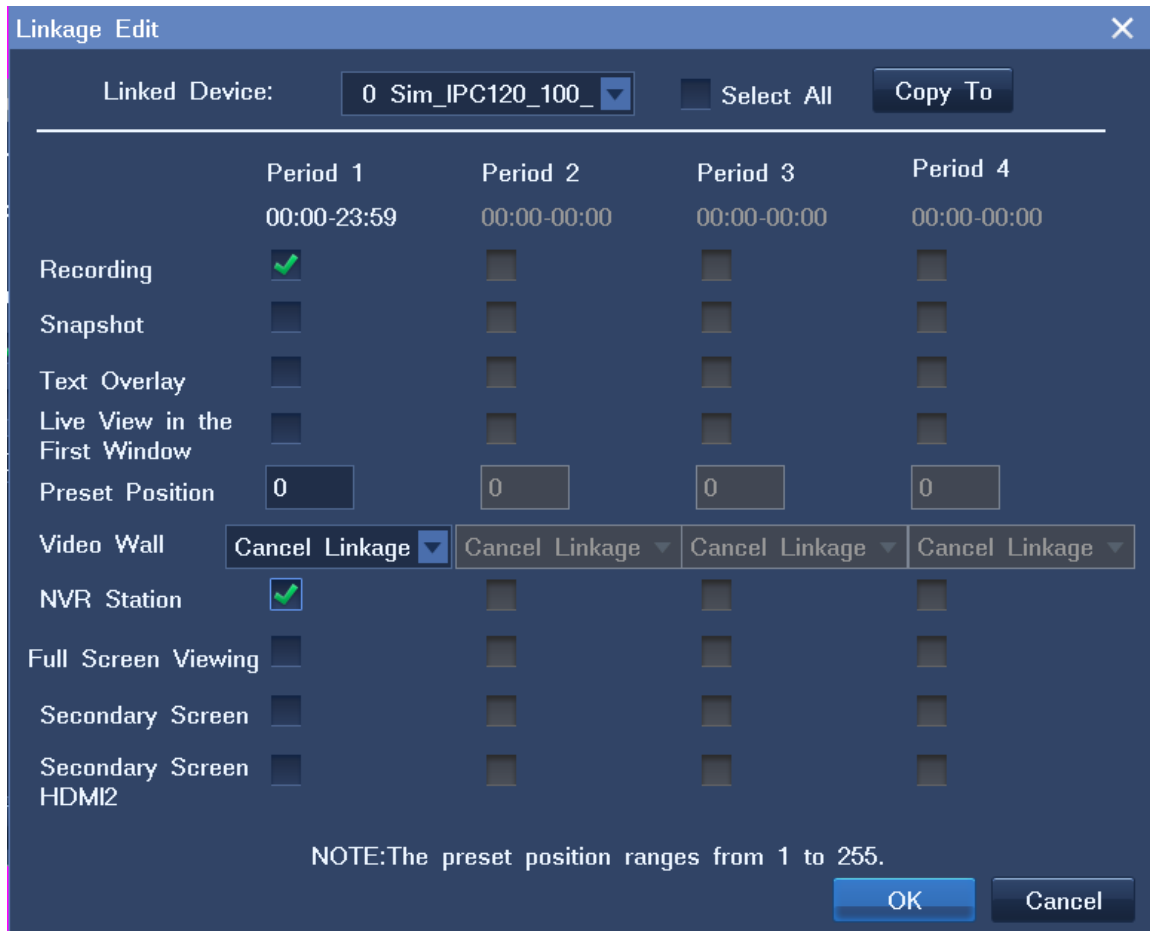 Linkage Edit
Linked Device: 0 Sim_IPC120_100_ Select All Copy To
Period 1 Period 2 Period 3 Period 4
00:00-23:59 00:00-00:00 00:00-00:00 00:00-00:00
Recording
Snapshot
Text Overlay
Live View in the
First Window
Preset Position 0 0 0 0
Video Wall Cancel Linkage Cancel Linkage Cancel Linkage Cancel Linkage
NVR Station
Full Screen Viewing
Secondary Screen
Secondary Screen
HDMI2
NOTE:The preset position ranges from 1 to 255.
OK Cancel